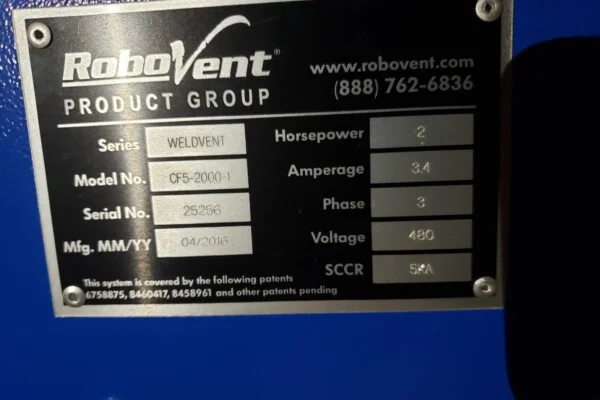 RoboVent®
PRODUCT GROUP
www.robovent.com
(888) 762-6836
Series WELDVENT
Model No. CF5-2000-1
Serial No. 25256
Mfg. MM/YY 04/2016
Horsepower 2
Amperage 3.4
Phase 3
Voltage 480
SCCR 5KA
This system is covered by the following patents
6758875, 8460417, 8458961 and other patents pending